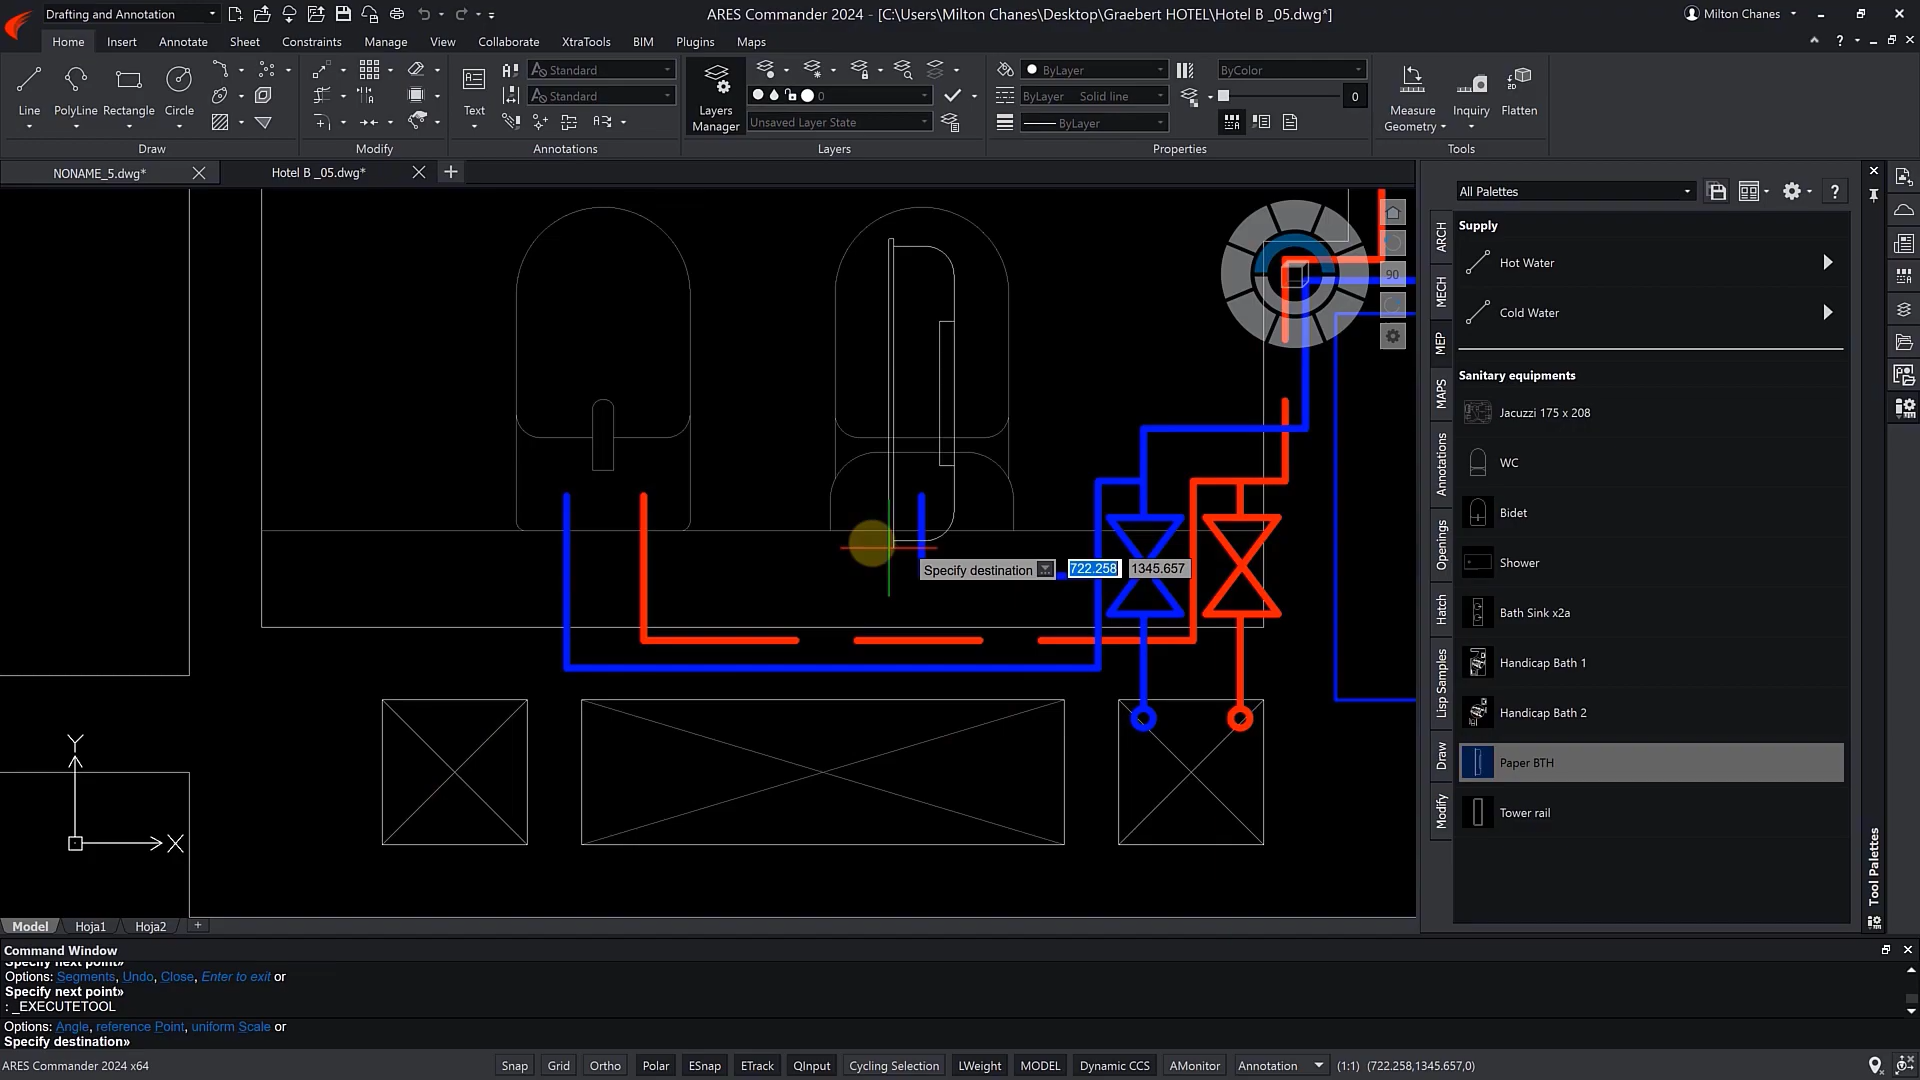 Drafting and Annotation
ARES Commander 2024 - [C:\Users\Milton Chanes\Desktop\Graebert HOTEL\Hotel B _05.dwg*]
Milton Chanes
Home Insert Annotate Sheet Constraints Manage View Collaborate XtraTools BIM Plugins Maps
Line PolyLine Rectangle Circle
Draw
Modify
Text
Standard
Standard
Annotations
Layers Manager
0
Unsaved Layer State
Layers
ByLayer
ByLayer Solid line
ByLayer
ByColor
0
Properties
Measure Geometry
Inquiry
Flatten
Tools
NONAME_5.dwg*
Hotel B _05.dwg*
90
Specify destination 722.258 1345.657
Y
X
All Palettes
ARCH
MECH
MEP
MAPS
Annotations
Openings
Hatch
Lisp Samples
Draw
Modify
Supply
Hot Water
Cold Water
Sanitary equipments
Jacuzzi 175 x 208
WC
Bidet
Shower
Bath Sink x2a
Handicap Bath 1
Handicap Bath 2
Paper BTH
Tower rail
Tool Palettes
Model Hoja1 Hoja2 +
Command Window
Specify next point»
Options: Segments, Undo, Close, Enter to exit or
Specify next point»
: _EXECUTETOOL
Options: Angle, reference Point, uniform Scale or
Specify destination»
ARES Commander 2024 x64
Snap Grid Ortho Polar ESnap ETrack QInput Cycling Selection LWeight MODEL Dynamic CCS AMonitor Annotation (1:1) (722.258,1345.657,0)